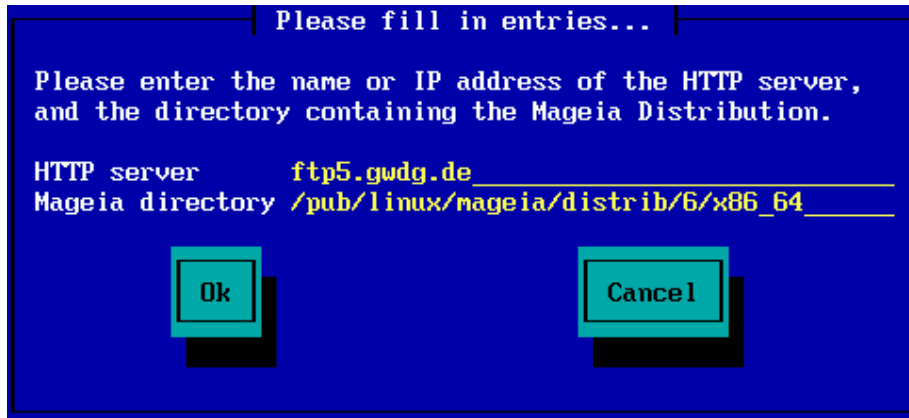 Please fill in entries...
Please enter the name or IP address of the HTTP server,
and the directory containing the Mageia Distribution.
HTTP server ftp5.gwdg.de
Mageia directory /pub/linux/mageia/distrib/6/x86_64
Ok Cancel